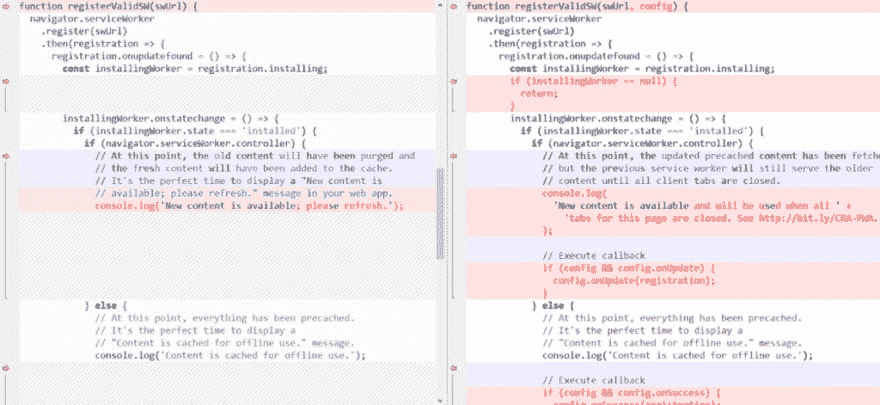 function registerValidSW(swUrl) {
navigator.serviceWorker
.register(swUrl)
.then(registration => {
registration.onupdatefound = () => {
const installingWorker = registration.installing;
installingWorker.onstatechange = () => {
if (installingWorker.state === 'installed') {
if (navigator.serviceWorker.controller) {
// At this point, the old content will have been purged and
// the fresh content will have been added to the cache.
// It's the perfect time to display a "New content is
// available; please refresh." message in your web app.
console.log('New content is available; please refresh.');
} else {
// At this point, everything has been precached.
// It's the perfect time to display a
// "Content is cached for offline use." message.
console.log('Content is cached for offline use.');
function registerValidSW(swUrl, config) {
navigator.serviceWorker
.register(swUrl)
.then(registration => {
registration.onupdatefound = () => {
const installingWorker = registration.installing;
if (installingWorker == null) {
return;
}
installingWorker.onstatechange = () => {
if (installingWorker.state === 'installed') {
if (navigator.serviceWorker.controller) {
// At this point, the updated precached content has been fetche
// but the previous service worker will still serve the older
// content until all client tabs are closed.
console.log(
'New content is available and will be used when all ' +
'tabs for this page are closed. See http://bit.ly/CRA-PWA.
);
// Execute callback
if (config && config.onUpdate) {
config.onUpdate(registration);
}
} else {
// At this point, everything has been precached.
// It's the perfect time to display a
// "Content is cached for offline use." message.
console.log('Content is cached for offline use.');
// Execute callback
if (config && config.onSuccess) {